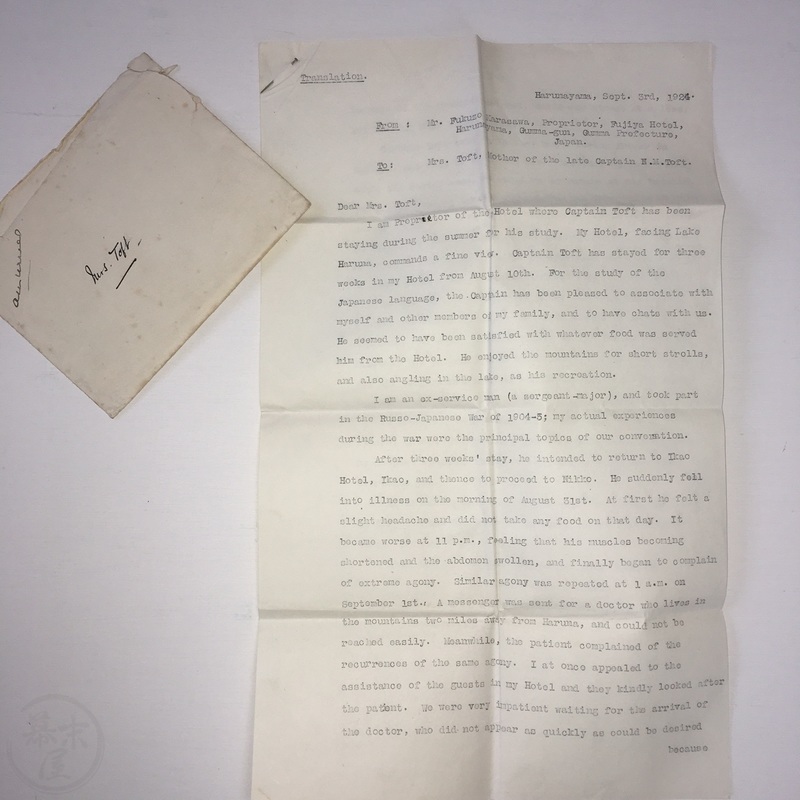 Mrs. Toft
Translation.
Harunayama, Sept. 3rd, 1924.
From : Mr. Fukuzo Karasawa, Proprietor, Fujiya Hotel,
Harunayama, Gumma-gun, Gumma Prefecture,
Japan.
To: Mrs. Toft, Mother of the late Captain N.M.Toft.
Dear Mrs. Toft,
I am Proprietor of the Hotel where Captain Toft has been
staying during the summer for his study. My Hotel, facing Lake
Haruna, commands a fine view. Captain Toft has stayed for three
weeks in my Hotel from August 10th. For the study of the
Japanese language, the Captain has been pleased to associate with
myself and other members of my family, and to have chats with us.
He seemed to have been satisfied with whatever food was served
him from the Hotel. He enjoyed the mountains for short strolls,
and also angling in the lake, as his recreation.
I am an ex-service man (a sergeant-major), and took part
in the Russo-Japanese War of 1904-5; my actual experiences
during the war were the principal topics of our convervation.
After three weeks' stay, he intended to return to Ikao
Hotel, Ikao, and thence to proceed to Nikko. He suddenly fell
into illness on the morning of August 31st. At first he felt a
slight headache and did not take any food on that day. It
became worse at 11 p.m., feeling that his muscles becoming
shortened and the abdomen swollen, and finally began to complain
of extreme agony. Similar agony was repeated at 1 a.m. on
September 1st. A messenger was sent for a doctor who lives in
the mountains two miles away from Haruna, and could not be
reached easily. Meanwhile, the patient complained of the
recurrences of the same agony. I at once appealed to the
assistance of the guests in my Hotel and they kindly looked after
the patient. We were very impatient waiting for the arrival of
the doctor, who did not appear as quickly as could be desired
because